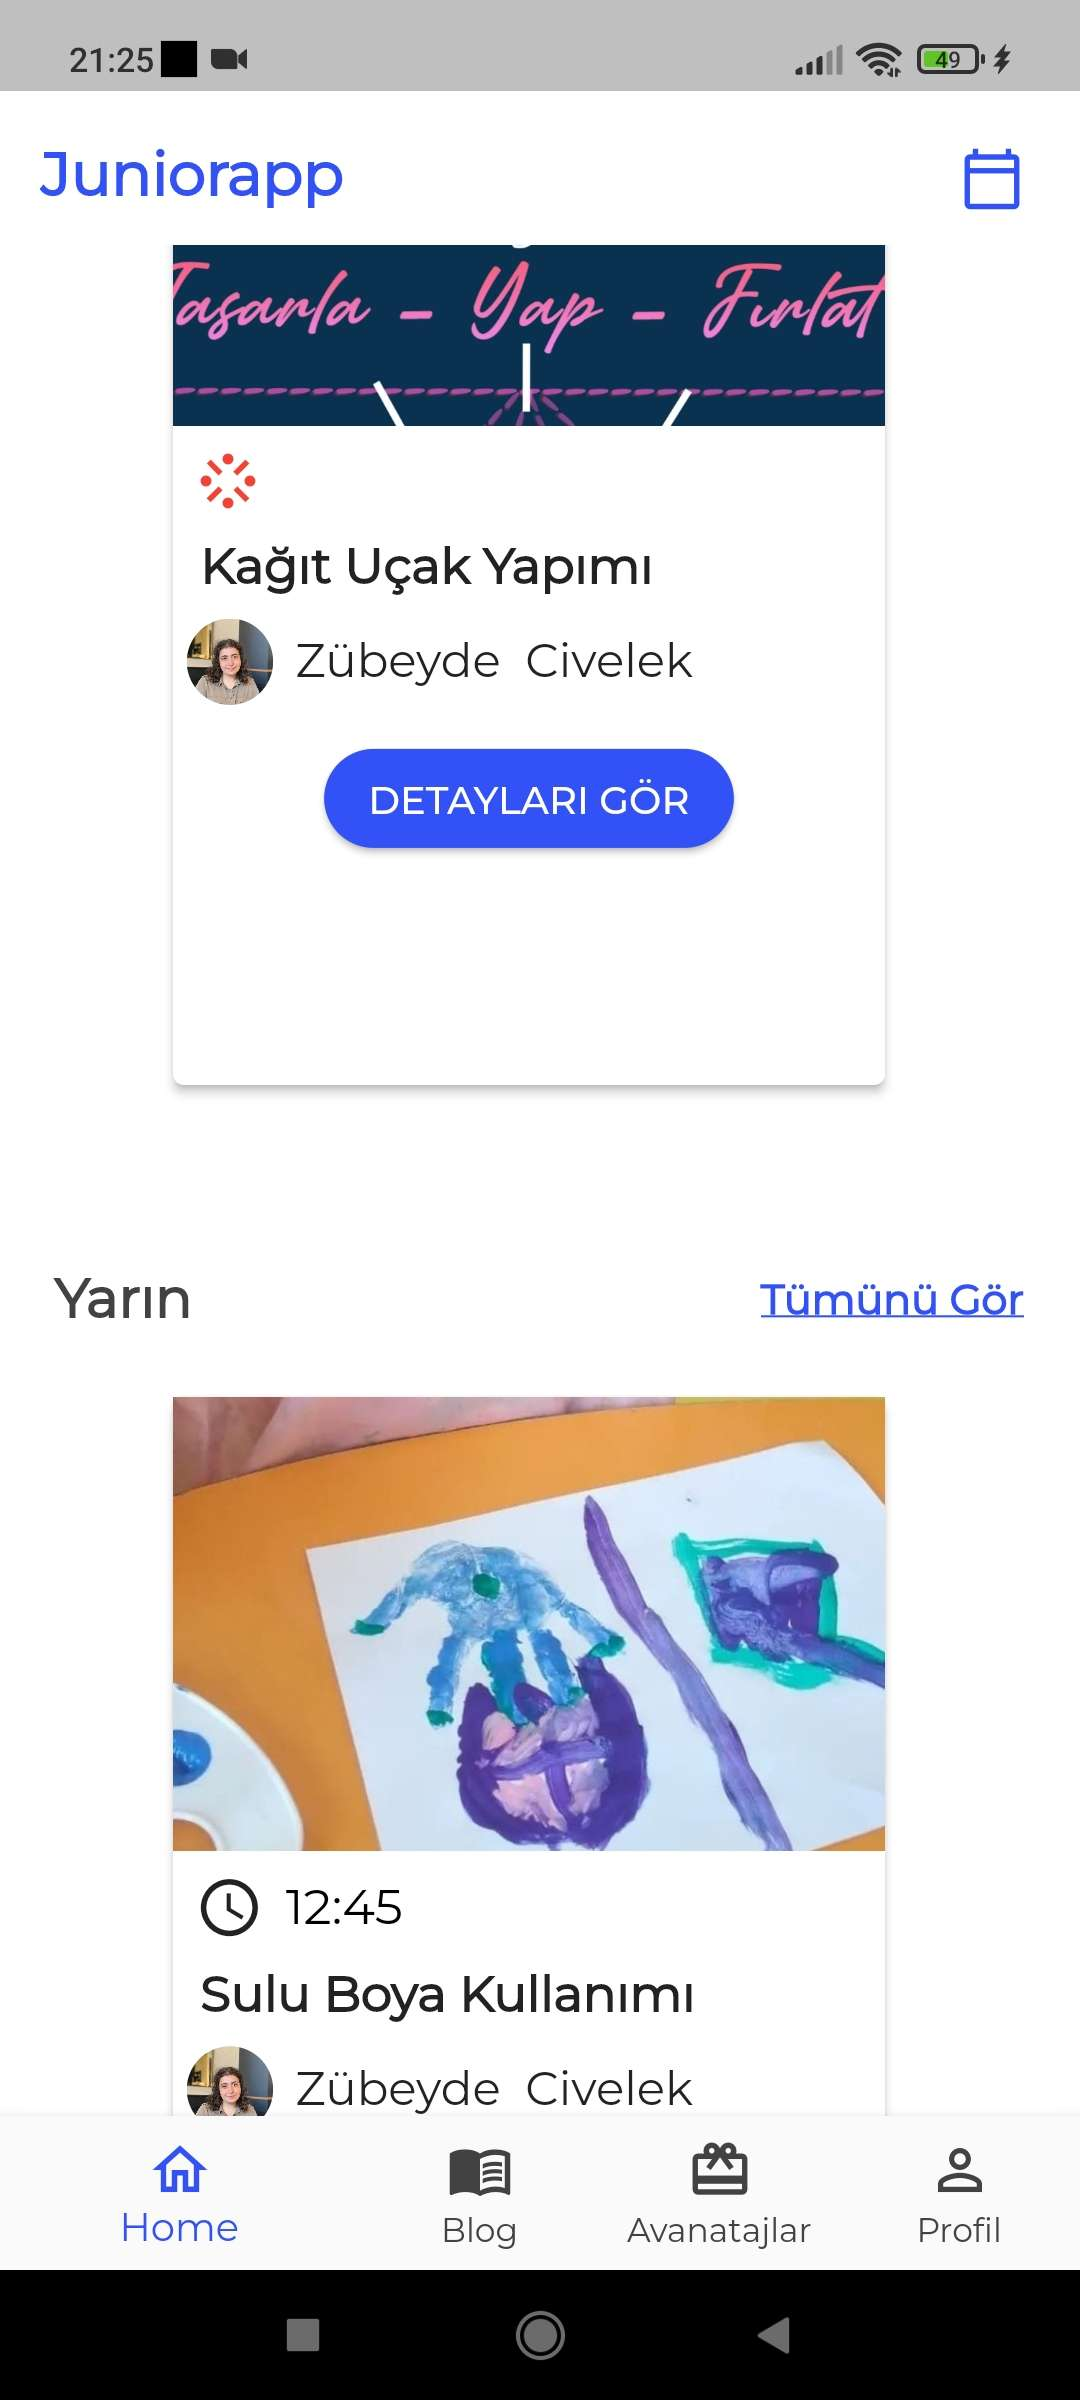 21:25
49
Juniorapp
Tasarla - Yap - Fırlat
Kağıt Uçak Yapımı
Zübeyde Civelek
DETAYLARI GÖR
Yarın
Tümünü Gör
12:45
Sulu Boya Kullanımı
Zübeyde Civelek
Home
Blog
Avanatajlar
Profil